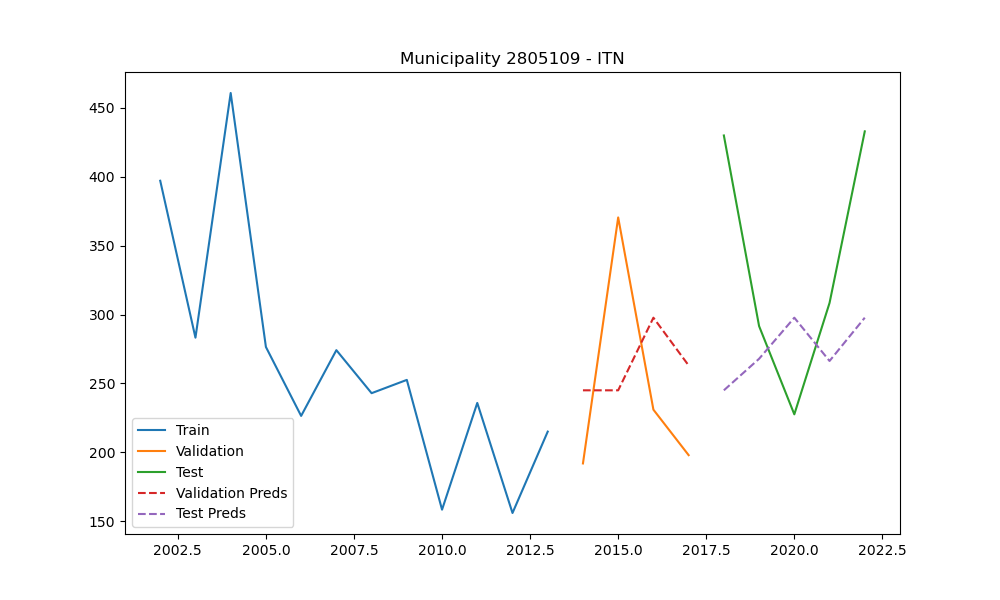 Municipality 2805109 - ITN
450
400
350
300
250
200
150
Train
Validation
Test
Validation Preds
Test Preds
2002.5 2005.0 2007.5 2010.0 2012.5 2015.0 2017.5 2020.0 2022.5